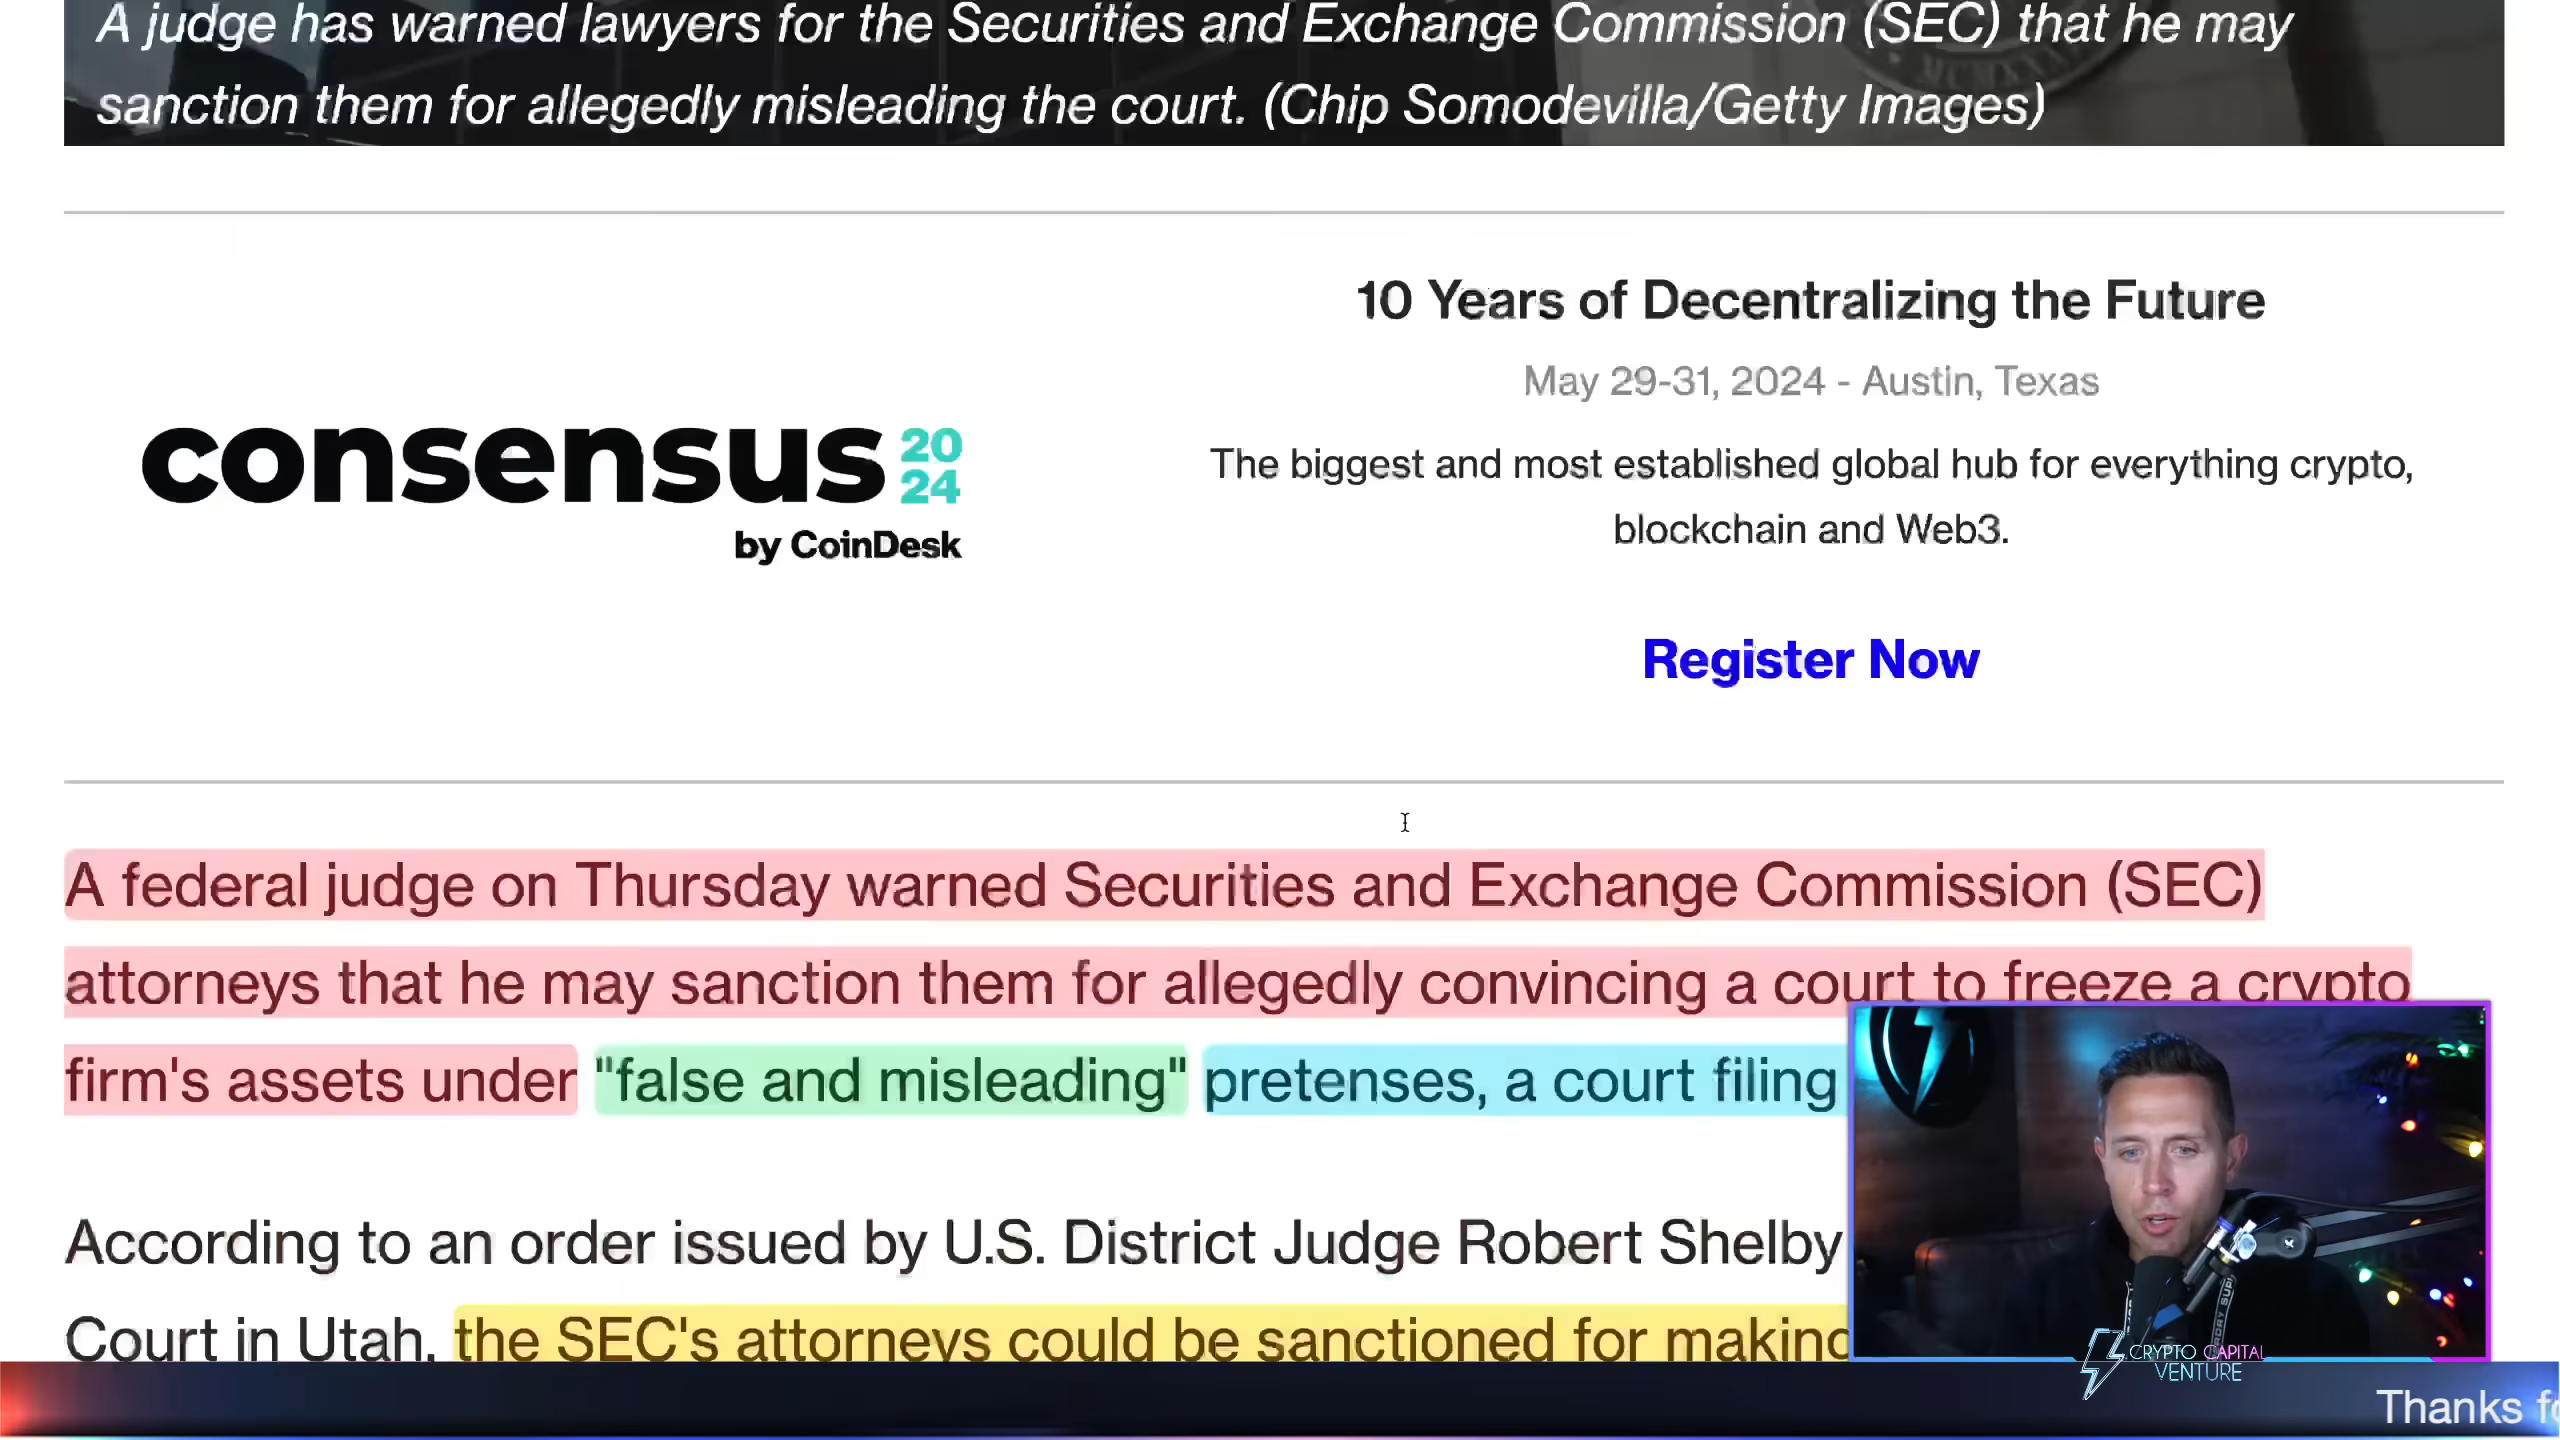 A judge has warned lawyers for the Securities and Exchange Commission (SEC) that he may
sanction them for allegedly misleading the court. (Chip Somodevilla/Getty Images)
10 Years of Decentralizing the Future
May 29-31, 2024 - Austin, Texas
consensus 20
24
by CoinDesk
The biggest and most established global hub for everything crypto,
blockchain and Web3.
Register Now
A federal judge on Thursday warned Securities and Exchange Commission (SEC)
attorneys that he may sanction them for allegedly convincing a court to freeze a crypto
firm's assets under "false and misleading" pretenses, a court filing
According to an order issued by U.S. District Judge Robert Shelby
Court in Utah, the SEC's attorneys could be sanctioned for making
CRYPTO CAPITAL
VENTURE
Thanks